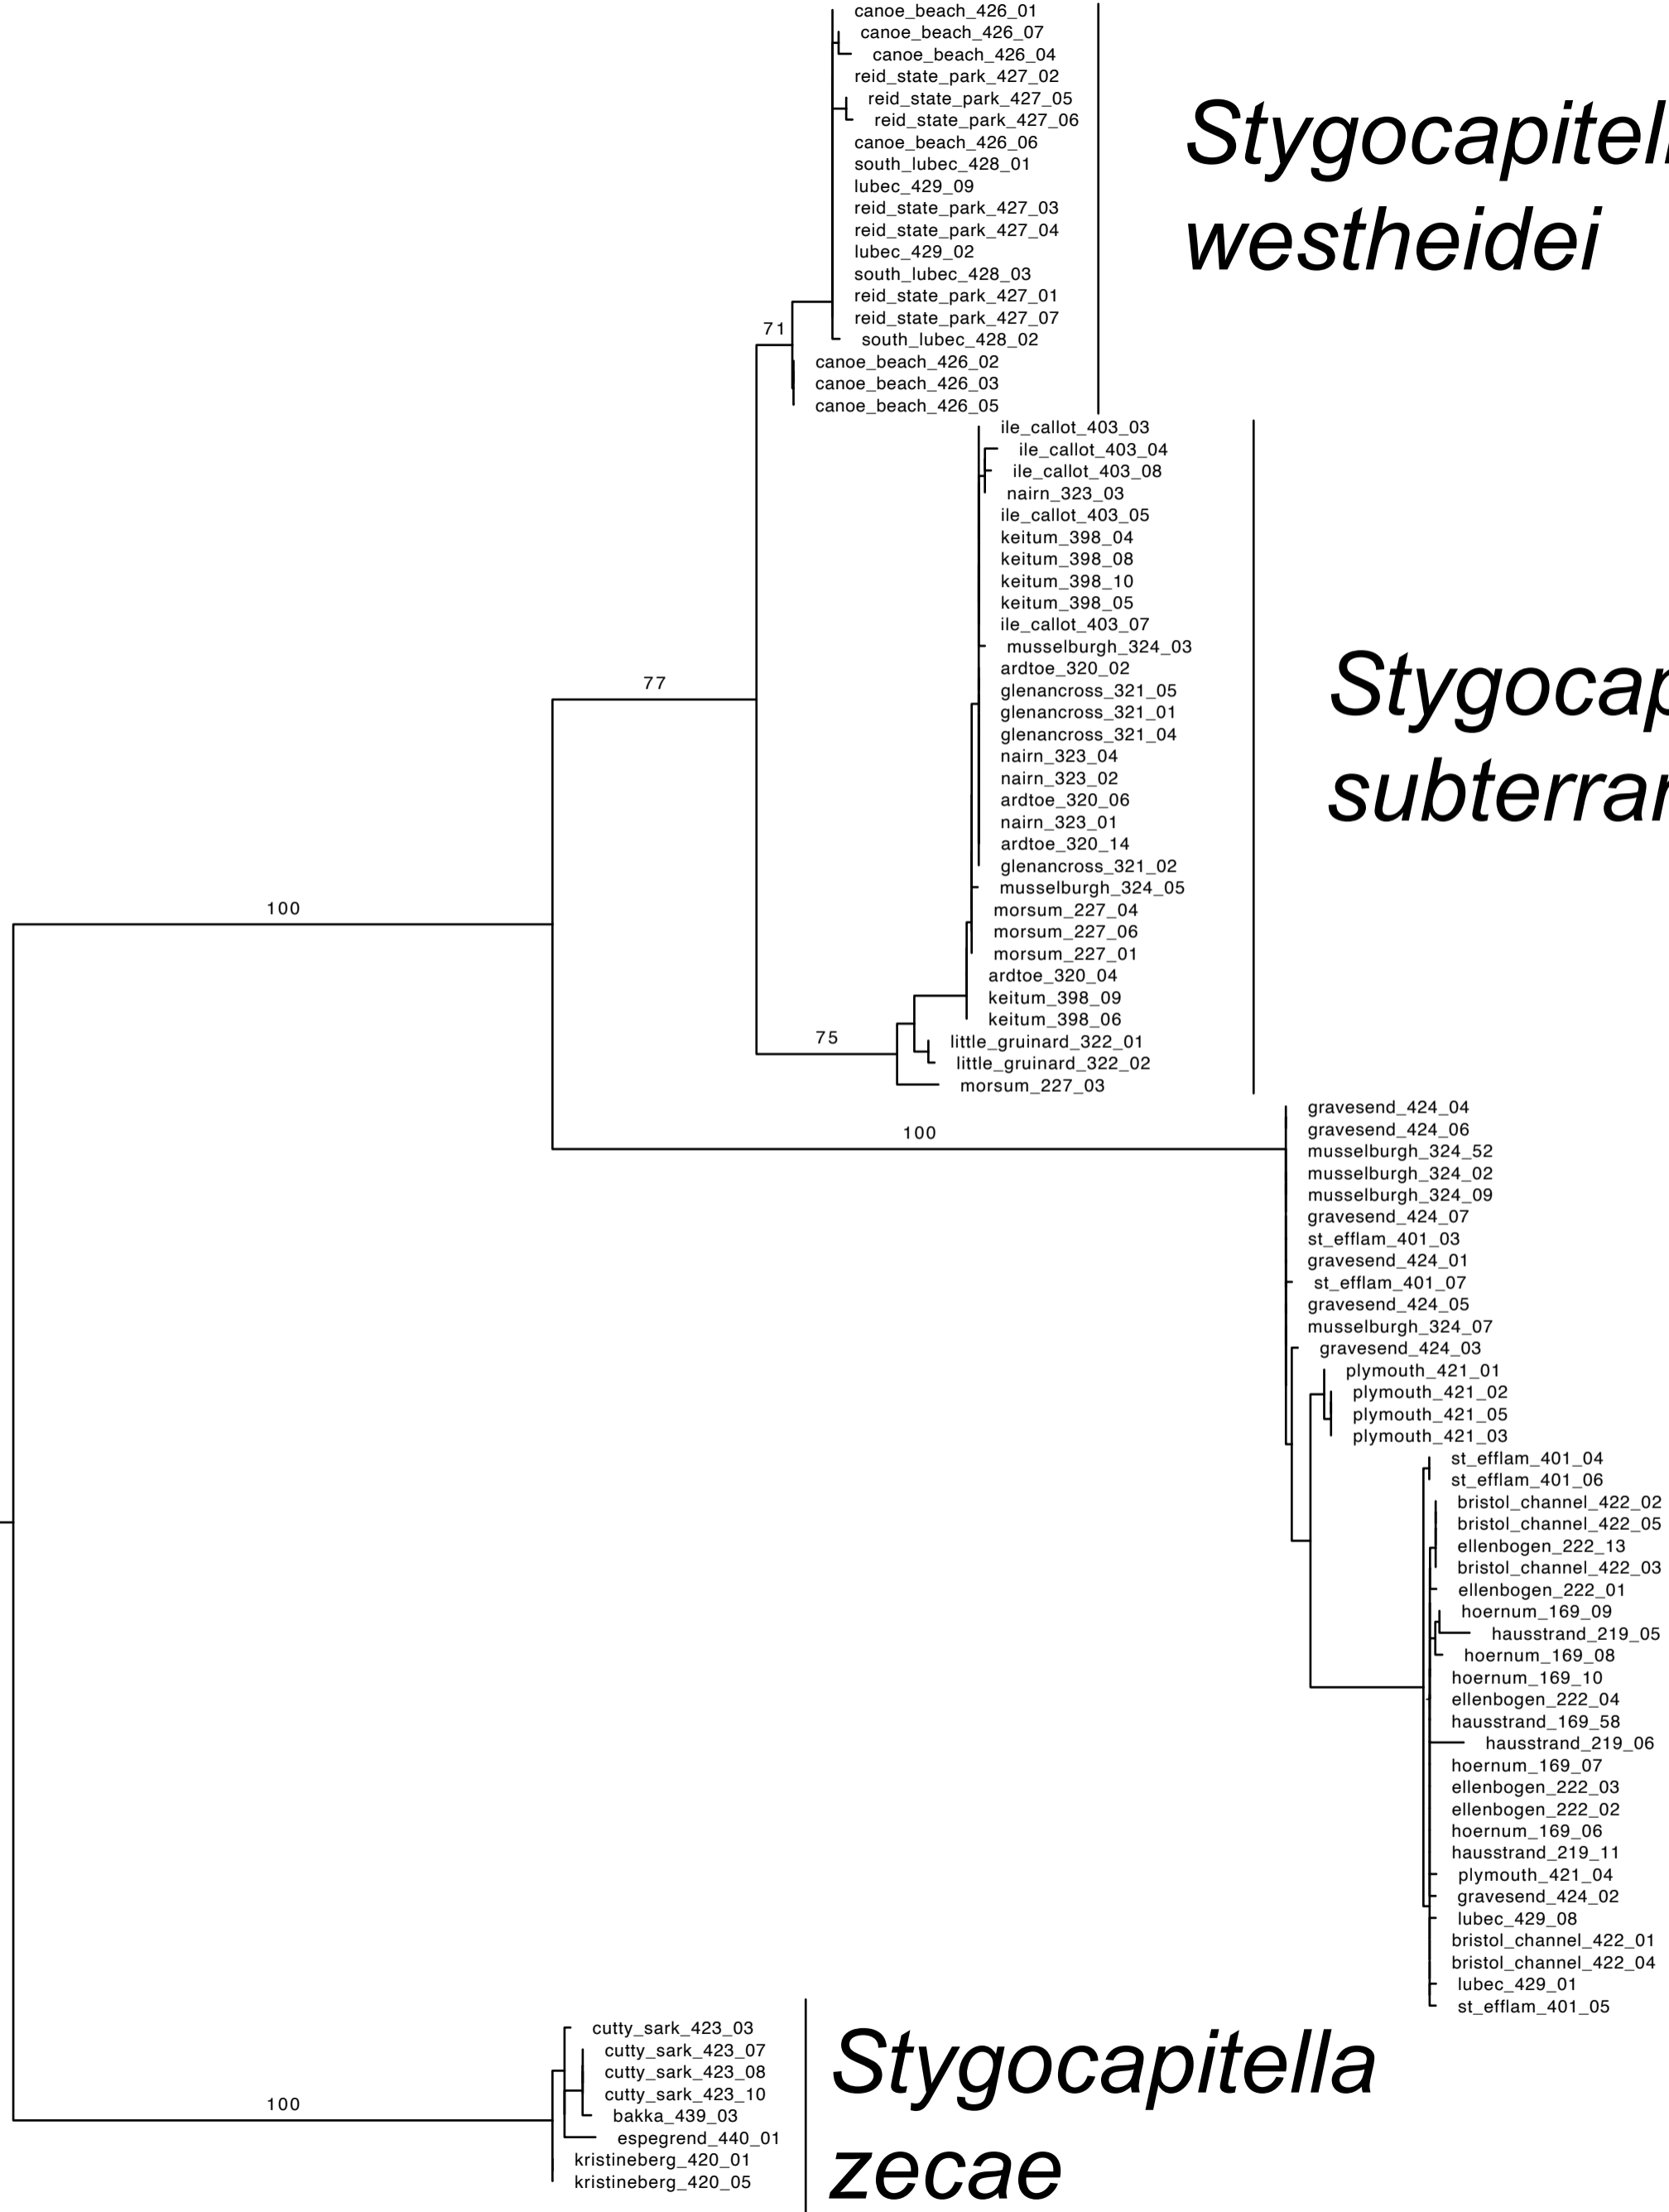 canoe_beach_426_01
canoe_beach_426_07
canoe_beach_426_04
reid_state_park_427_02
reid_state_park_427_05
reid_state_park_427_06
canoe_beach_426_06
south_lubec_428_01
lubec_429_09
reid_state_park_427_03
reid_state_park_427_04
lubec_429_02
south_lubec_428_03
reid_state_park_427_01
reid_state_park_427_07
south_lubec_428_02
canoe_beach_426_02
canoe_beach_426_03
canoe_beach_426_05
Stygocapitell
westheidei
71
ile_callot_403_03
ile_callot_403_04
ile_callot_403_08
nairn_323_03
ile_callot_403_05
keitum_398_04
keitum_398_08
keitum_398_10
keitum_398_05
ile_callot_403_07
musselburgh_324_03
ardtoe_320_02
glenancross_321_05
glenancross_321_01
glenancross_321_04
nairn_323_04
nairn_323_02
ardtoe_320_06
nairn_323_01
ardtoe_320_14
glenancross_321_02
musselburgh_324_05
morsum_227_04
morsum_227_06
morsum_227_01
ardtoe_320_04
keitum_398_09
keitum_398_06
little_gruinard_322_01
little_gruinard_322_02
morsum_227_03
Stygocap
subterran
77
100
75
100
gravesend_424_04
gravesend_424_06
musselburgh_324_52
musselburgh_324_02
musselburgh_324_09
gravesend_424_07
st_efflam_401_03
gravesend_424_01
st_efflam_401_07
gravesend_424_05
musselburgh_324_07
gravesend_424_03
plymouth_421_01
plymouth_421_02
plymouth_421_05
plymouth_421_03
st_efflam_401_04
st_efflam_401_06
bristol_channel_422_02
bristol_channel_422_05
ellenbogen_222_13
bristol_channel_422_03
ellenbogen_222_01
hoernum_169_09
hausstrand_219_05
hoernum_169_08
hoernum_169_10
ellenbogen_222_04
hausstrand_169_58
hausstrand_219_06
hoernum_169_07
ellenbogen_222_03
ellenbogen_222_02
hoernum_169_06
hausstrand_219_11
plymouth_421_04
gravesend_424_02
lubec_429_08
bristol_channel_422_01
bristol_channel_422_04
lubec_429_01
st_efflam_401_05
cutty_sark_423_03
cutty_sark_423_07
cutty_sark_423_08
cutty_sark_423_10
bakka_439_03
espegrend_440_01
kristineberg_420_01
kristineberg_420_05
100
Stygocapitella
zecae